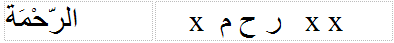 x x ر ح م x الرّحْمَة